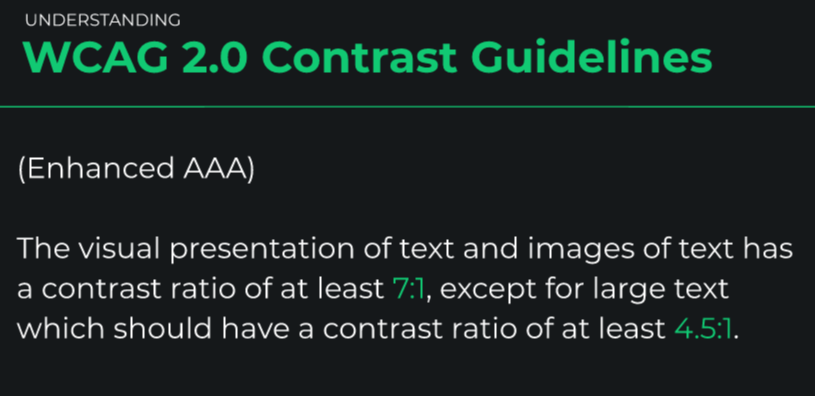 UNDERSTANDING
WCAG 2.0 Contrast Guidelines
(Enhanced AAA)
The visual presentation of text and images of text has
a contrast ratio of at least 7:1, except for large text
which should have a contrast ratio of at least 4.5:1.